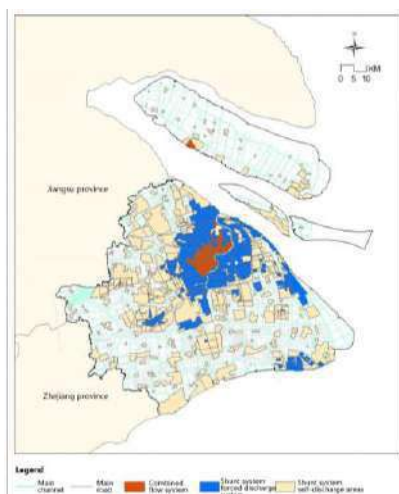 KM
0 5 10
Jiangsu province
Zhejiang province
Legend
Main channel
Main road
Combined flow system
Shunt system forced discharge
Shunt system self-discharge areas